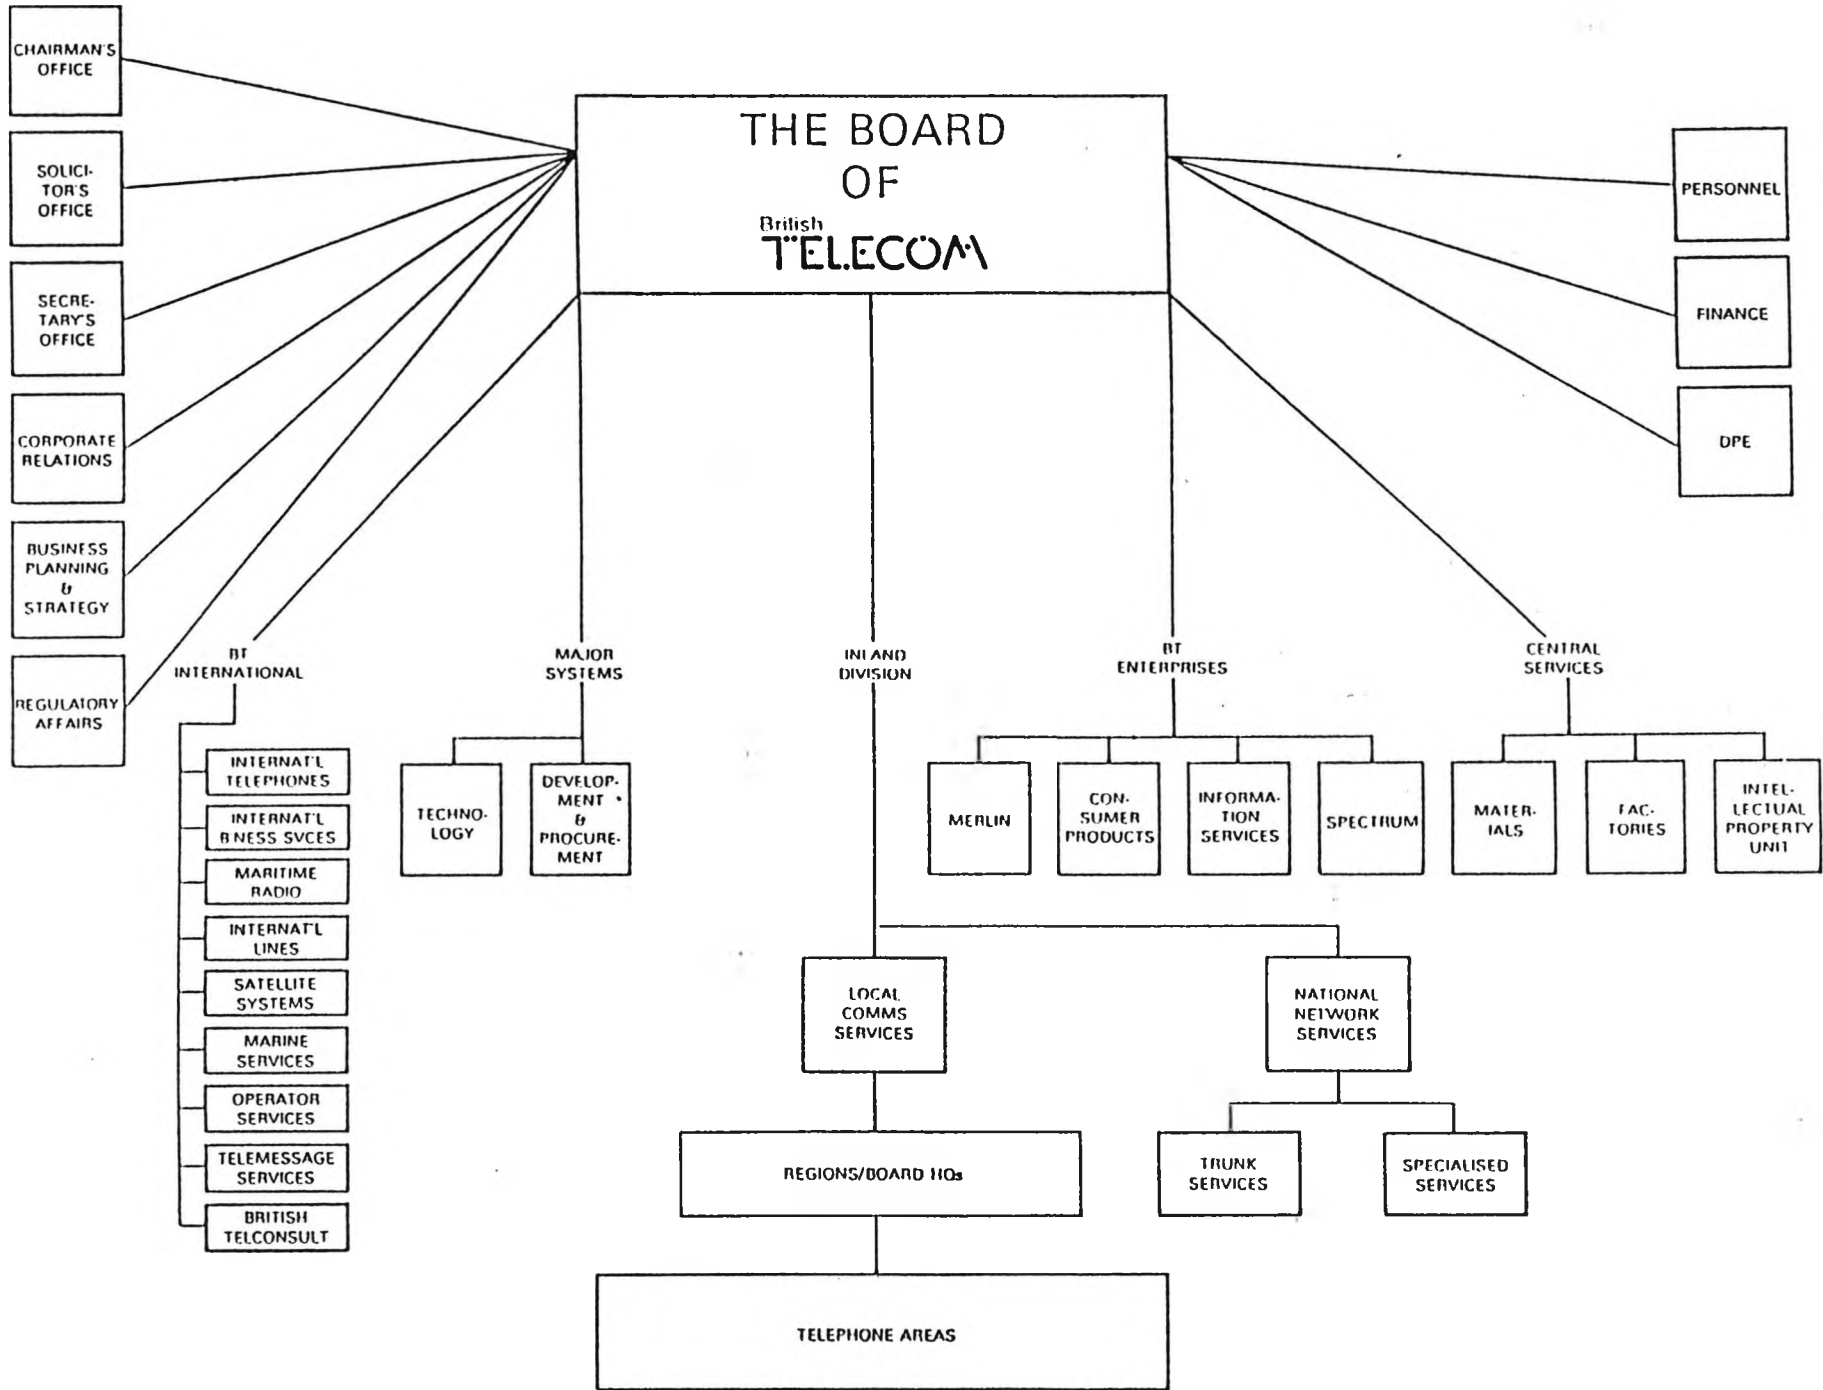 CHAIRMAN'S
OFFICE
SOLICI-
TOR'S
OFFICE
SECRE-
TARY'S
OFFICE
CORPORATE
RELATIONS
BUSINESS
PLANNING
&
STRATEGY
REGULATORY
AFFAIRS
THE BOARD
OF
British
TELECOM
PERSONNEL
FINANCE
DPE
BT
INTERNATIONAL
INTERNAT'L
TELEPHONES
INTERNAT'L
B'NESS SVCES
MARITIME
RADIO
INTERNAT'L
LINES
SATELLITE
SYSTEMS
MARINE
SERVICES
OPERATOR
SERVICES
TELEMESSAGE
SERVICES
BRITISH
TELCONSULT
MAJOR
SYSTEMS
TECHNO-
LOGY
DEVELOP-
MENT
&
PROCURE-
MENT
INLAND
DIVISION
LOCAL
COMMS
SERVICES
REGIONS/BOARD HQs
TELEPHONE AREAS
NATIONAL
NETWORK
SERVICES
TRUNK
SERVICES
SPECIALISED
SERVICES
BT
ENTERPRISES
MERLIN
CON-
SUMER
PRODUCTS
INFORMA-
TION
SERVICES
SPECTRUM
CENTRAL
SERVICES
MATER-
IALS
FAC-
TORIES
INTEL-
LECTUAL
PROPERTY
UNIT